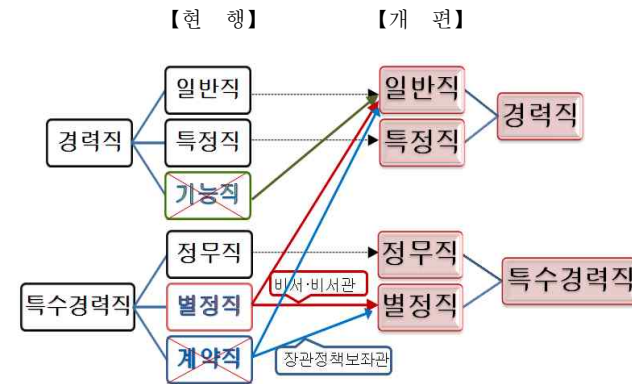 【현 행】 【개 편】
일반직 일반직
경력직 특정직 특정직 경력직
기능직
정무직 정무직
비서·비서관
특수경력직 별정직 별정직 특수경력직
계약직 장관정책보좌관